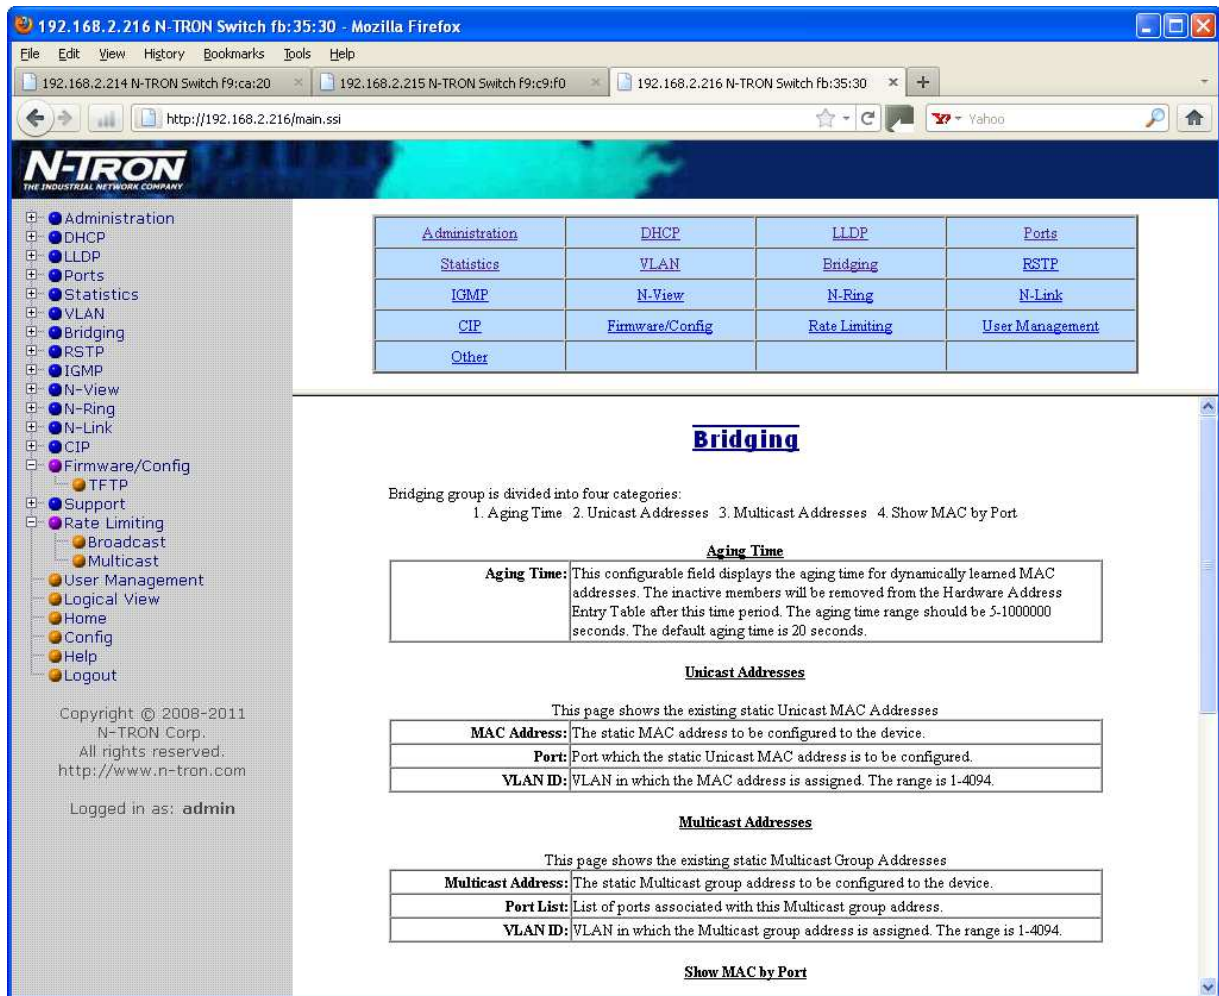 192.168.2.216 N-TRON Switch fb:35:30 - Mozilla Firefox
File Edit View History Bookmarks Tools Help
192.168.2.214 N-TRON Switch f9:ca:20
192.168.2.215 N-TRON Switch f9:c9:f0
192.168.2.216 N-TRON Switch fb:35:30
http://192.168.2.216/main.ssi
Yahoo
N-TRON
THE INDUSTRIAL NETWORK COMPANY
Administration
DHCP
LLDP
Ports
Statistics
VLAN
Bridging
RSTP
IGMP
N-View
N-Ring
N-Link
CIP
Firmware/Config
TFTP
Support
Rate Limiting
Broadcast
Multicast
User Management
Logical View
Home
Config
Help
Logout
Copyright © 2008-2011
N-TRON Corp.
All rights reserved.
http://www.n-tron.com
Logged in as: admin
Administration DHCP LLDP Ports
Statistics VLAN Bridging RSTP
IGMP N-View N-Ring N-Link
CIP Firmware/Config Rate Limiting User Management
Other
Bridging
Bridging group is divided into four categories:
1. Aging Time 2. Unicast Addresses 3. Multicast Addresses 4. Show MAC by Port
Aging Time
Aging Time: This configurable field displays the aging time for dynamically learned MAC
addresses. The inactive members will be removed from the Hardware Address
Entry Table after this time period. The aging time range should be 5-1000000
seconds. The default aging time is 20 seconds.
Unicast Addresses
This page shows the existing static Unicast MAC Addresses
MAC Address: The static MAC address to be configured to the device.
Port: Port which the static Unicast MAC address is to be configured.
VLAN ID: VLAN in which the MAC address is assigned. The range is 1-4094.
Multicast Addresses
This page shows the existing static Multicast Group Addresses
Multicast Address: The static Multicast group address to be configured to the device.
Port List: List of ports associated with this Multicast group address.
VLAN ID: VLAN in which the Multicast group address is assigned. The range is 1-4094.
Show MAC by Port